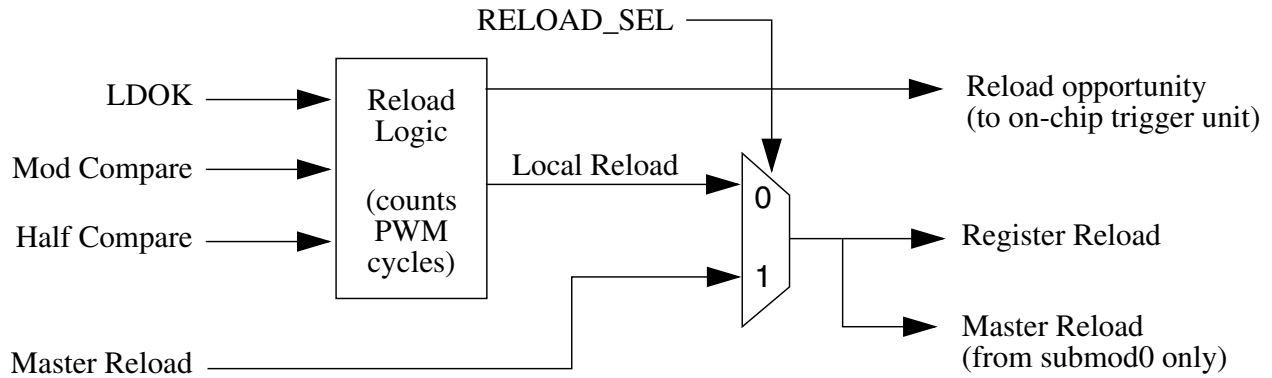 RELOAD_SEL
LDOK
Reload
Logic
Reload opportunity
(to on-chip trigger unit)
Mod Compare
Local Reload
0
(counts
PWM
cycles)
Half Compare
Register Reload
1
Master Reload
Master Reload
(from submod0 only)